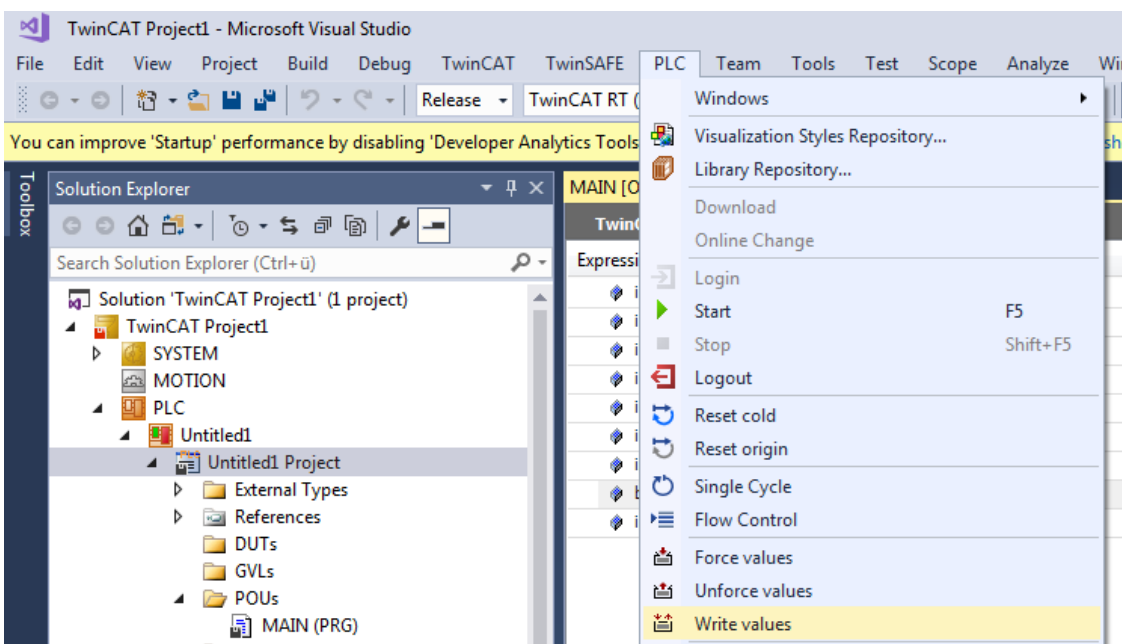 TwinCAT Project1 - Microsoft Visual Studio
File Edit View Project Build Debug TwinCAT TwinSAFE PLC Team Tools Test Scope Analyze
Release TwinCAT RT (
You can improve 'Startup' performance by disabling 'Developer Analytics Tools
Toolbox
Solution Explorer
Search Solution Explorer (Ctrl+ü)
Solution 'TwinCAT Project1' (1 project)
TwinCAT Project1
SYSTEM
MOTION
PLC
Untitled1
Untitled1 Project
External Types
References
DUTs
GVLs
POUs
MAIN (PRG)
MAIN [O
Windows
Visualization Styles Repository...
Library Repository...
Download
Online Change
Login
Start F5
Stop Shift+F5
Logout
Reset cold
Reset origin
Single Cycle
Flow Control
Force values
Unforce values
Write values